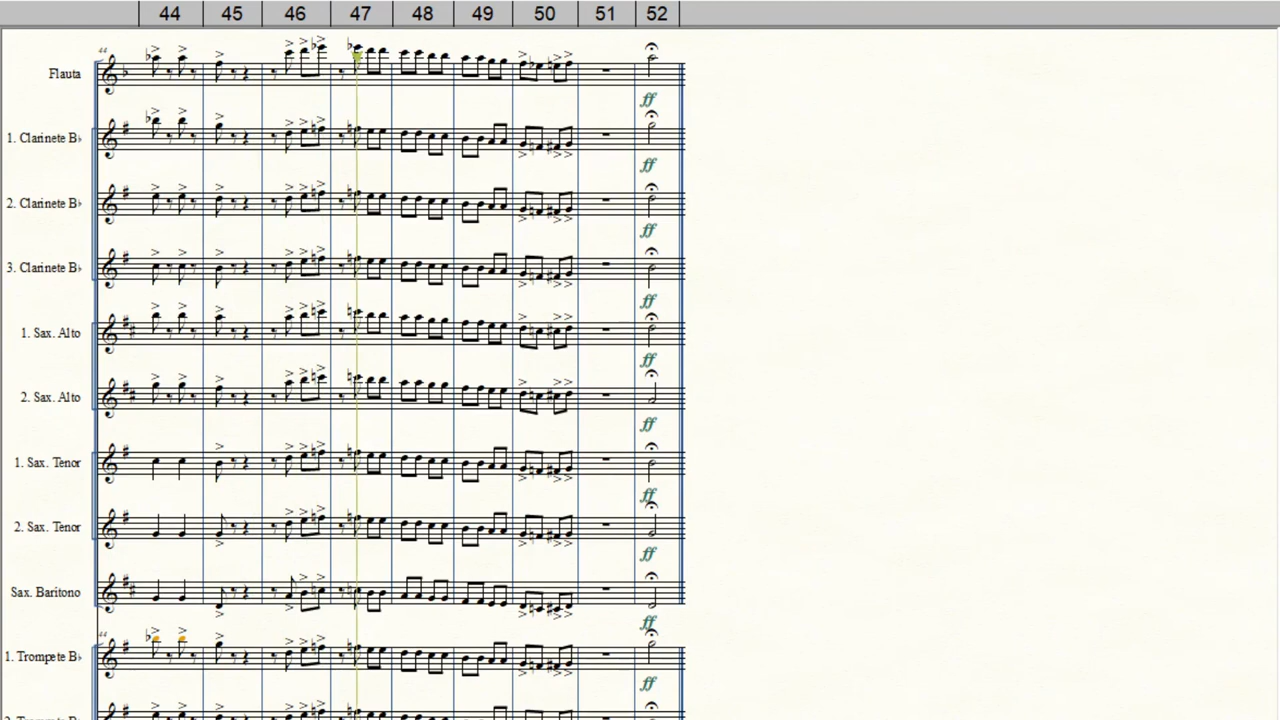 44 45 46 47 48 49 50 51 52
44
Flauta
ff
1. Clarinete B♭
ff
2. Clarinete B♭
ff
3. Clarinete B♭
ff
1. Sax. Alto
ff
2. Sax. Alto
ff
1. Sax. Tenor
ff
2. Sax. Tenor
ff
Sax. Baritono
ff
44
1. Trompete B♭
ff